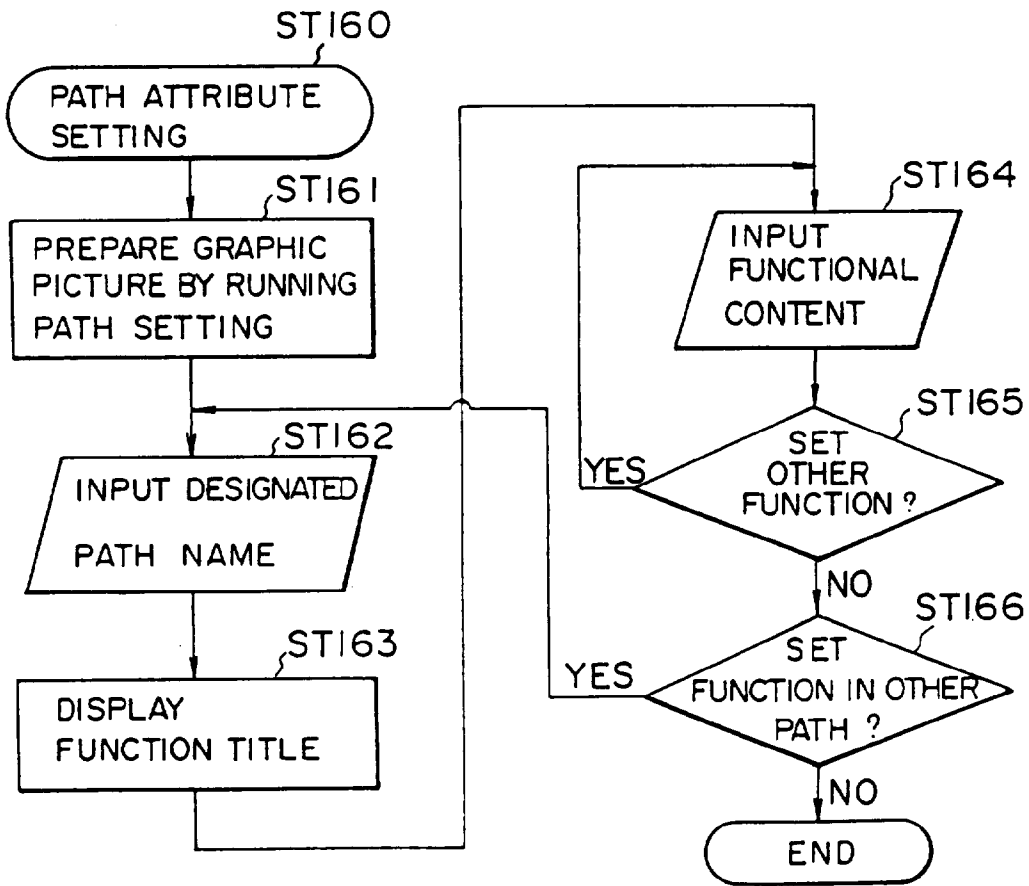 ST160
PATH ATTRIBUTE
SETTING
ST161
PREPARE GRAPHIC
PICTURE BY RUNNING
PATH SETTING
ST162
INPUT DESIGNATED
PATH NAME
ST163
DISPLAY
FUNCTION TITLE
ST164
INPUT
FUNCTIONAL
CONTENT
ST165
SET
OTHER
FUNCTION ?
YES
NO
ST166
SET
FUNCTION IN OTHER
PATH ?
YES
NO
END